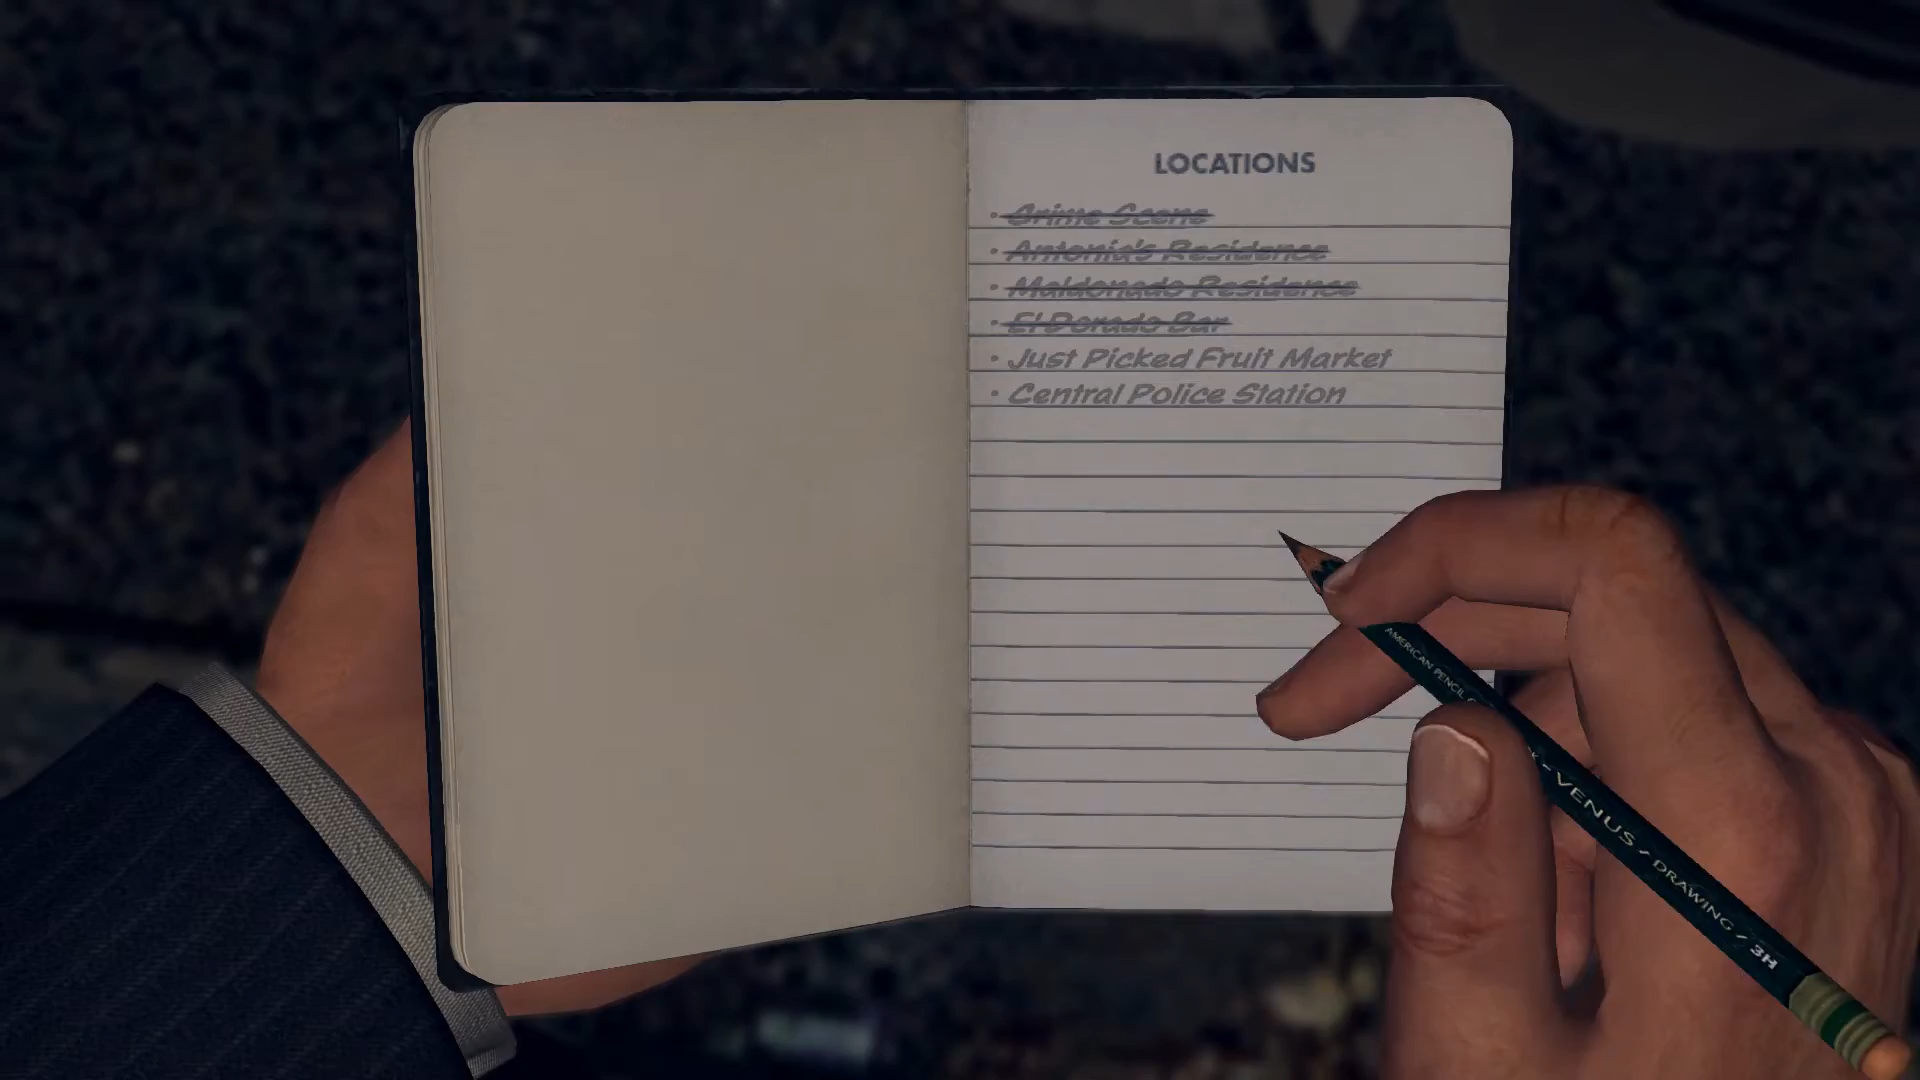 LOCATIONS
• Crime Scene
• Antonia's Residence
• Maldonado Residence
• El Dorado Bar
• Just Picked Fruit Market
• Central Police Station
AMERICAN PENCIL
VENUS / DRAWING / 3H